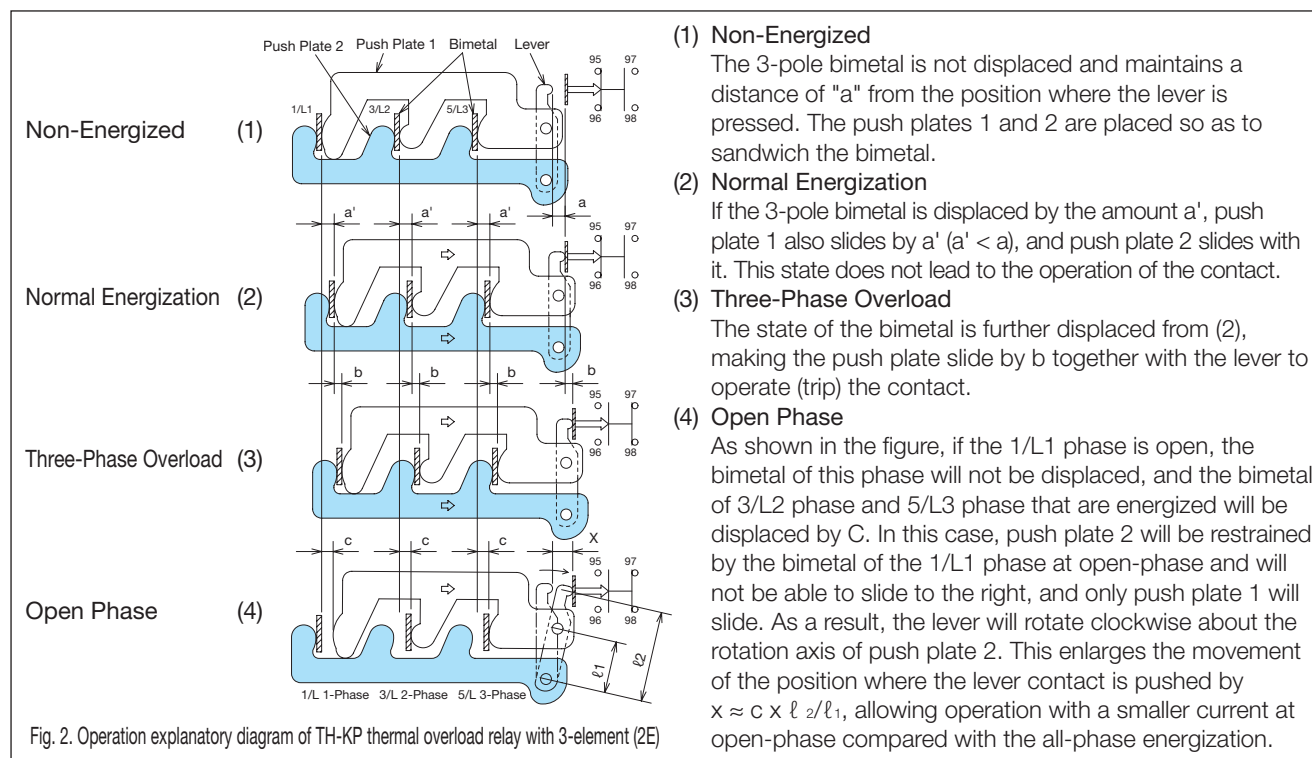 Push Plate 2
Push Plate 1
Bimetal
Lever
95
97
1/L1
3/L2
5/L3
Non-Energized (1)
96
98
a'
a'
a'
a
95
97
Normal Energization (2)
96
98
b
b
b
b
95
97
Three-Phase Overload (3)
96
98
c
c
c
X
95
97
Open Phase (4)
96
98
ℓ1
ℓ2
1/L 1-Phase
3/L 2-Phase
5/L 3-Phase
Fig. 2. Operation explanatory diagram of TH-KP thermal overload relay with 3-element (2E)
(1) Non-Energized
The 3-pole bimetal is not displaced and maintains a
distance of "a" from the position where the lever is
pressed. The push plates 1 and 2 are placed so as to
sandwich the bimetal.
(2) Normal Energization
If the 3-pole bimetal is displaced by the amount a', push
plate 1 also slides by a' (a' < a), and push plate 2 slides with
it. This state does not lead to the operation of the contact.
(3) Three-Phase Overload
The state of the bimetal is further displaced from (2),
making the push plate slide by b together with the lever to
operate (trip) the contact.
(4) Open Phase
As shown in the figure, if the 1/L1 phase is open, the
bimetal of this phase will not be displaced, and the bimetal
of 3/L2 phase and 5/L3 phase that are energized will be
displaced by C. In this case, push plate 2 will be restrained
by the bimetal of the 1/L1 phase at open-phase and will
not be able to slide to the right, and only push plate 1 will
slide. As a result, the lever will rotate clockwise about the
rotation axis of push plate 2. This enlarges the movement
of the position where the lever contact is pushed by
x ≈ c x ℓ 2/ℓ1, allowing operation with a smaller current at
open-phase compared with the all-phase energization.